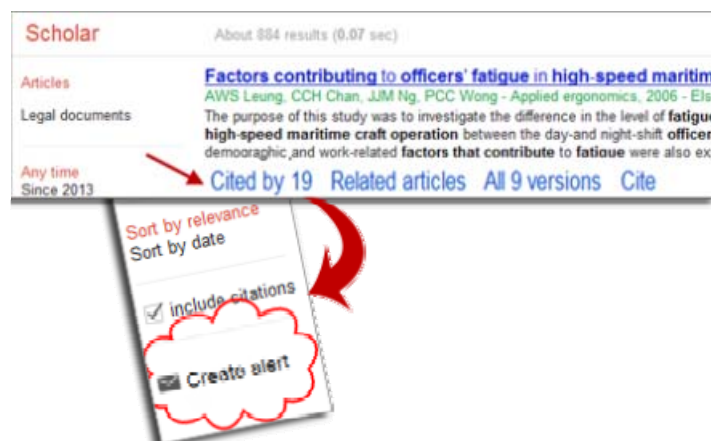 Scholar
About 884 results (0.07 sec)
Articles
Legal documents
Any time
Since 2013
Factors contributing to officers' fatigue in high-speed maritim
AWS Leung, CCH Chan, JJM Ng, PCC Wong - Applied ergonomics, 2006 - Els
The purpose of this study was to investigate the difference in the level of fatigu
high-speed maritime craft operation between the day-and night-shift officer
demographic and work-related factors that contribute to fatigue were also ex
Cited by 19 Related articles All 9 versions Cite
Sort by relevance
Sort by date
include citations
Create alert